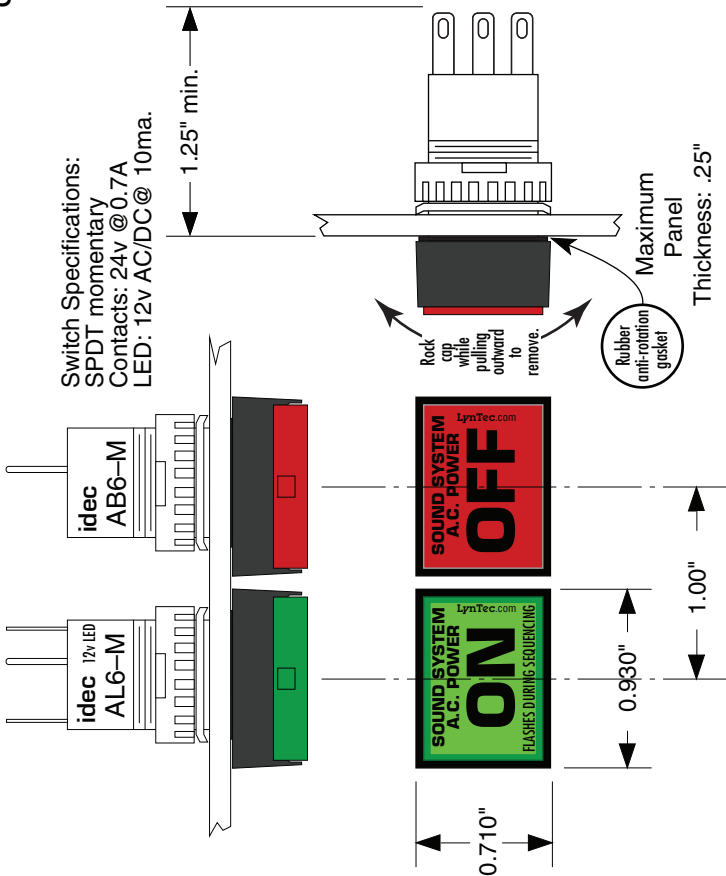 Switch Specifications:
SPDT momentary
Contacts: 24v @ 0.7A
LED: 12v AC/DC@ 10ma.
1.25" min.
idec
AB6–M
idec 12v LED
AL6–M
Rock
cap
while
pulling
outward
to
remove.
Rubber
anti-rotation
gasket
Maximum
Panel
Thickness: .25"
LynTec.com
SOUND SYSTEM
A.C. POWER
OFF
LynTec.com
SOUND SYSTEM
A.C. POWER
ON
FLASHES DURING SEQUENCING
1.00"
0.930"
0.710"